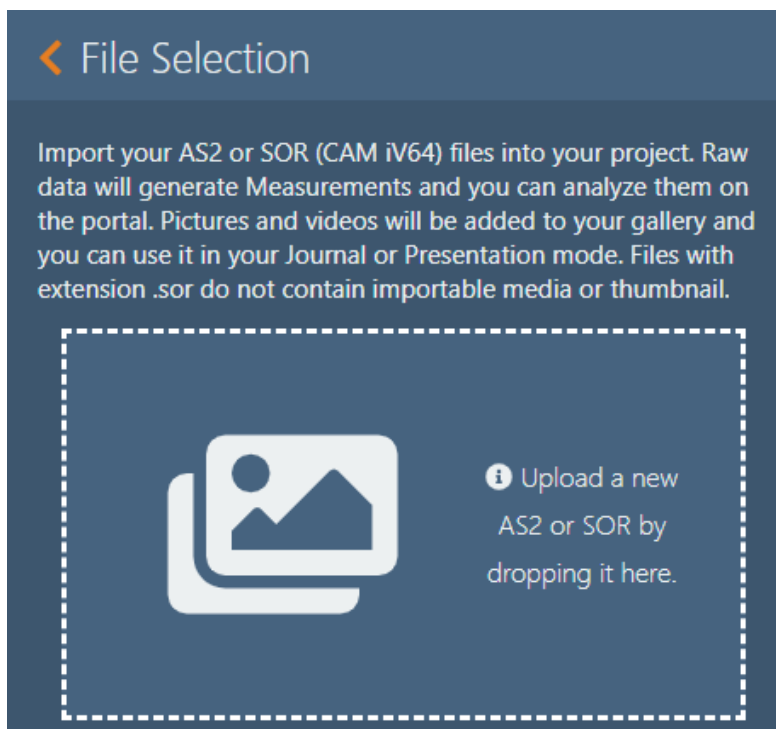 File Selection
Import your AS2 or SOR (CAM iV64) files into your project. Raw
data will generate Measurements and you can analyze them on
the portal. Pictures and videos will be added to your gallery and
you can use it in your Journal or Presentation mode. Files with
extension .sor do not contain importable media or thumbnail.
Upload a new
AS2 or SOR by
dropping it here.